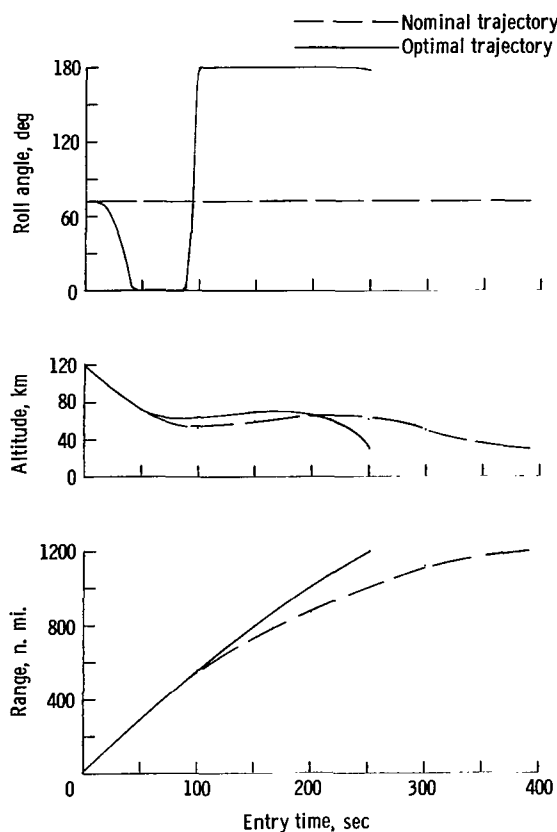 Nominal trajectory
Optimal trajectory
180
120
60
0
Roll angle, deg
120
80
40
0
Altitude, km
1200
800
400
0
Range, n. mi.
100
200
300
400
Entry time, sec